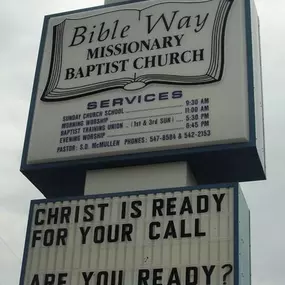 Bible Way
MISSIONARY
BAPTIST CHURCH
SERVICES
SUNDAY CHURCH SCHOOL 9:30 AM
MORNING WORSHIP 11:00 AM
BAPTIST TRAINING UNION (1st & 3rd SUN) 5:30 PM
EVENING WORSHIP 6:45 PM
PASTOR: S.D. McMULLEN PHONES: 547-8584 & 542-2153
CHRIST IS READY
FOR YOUR CALL
ARE YOU READY?